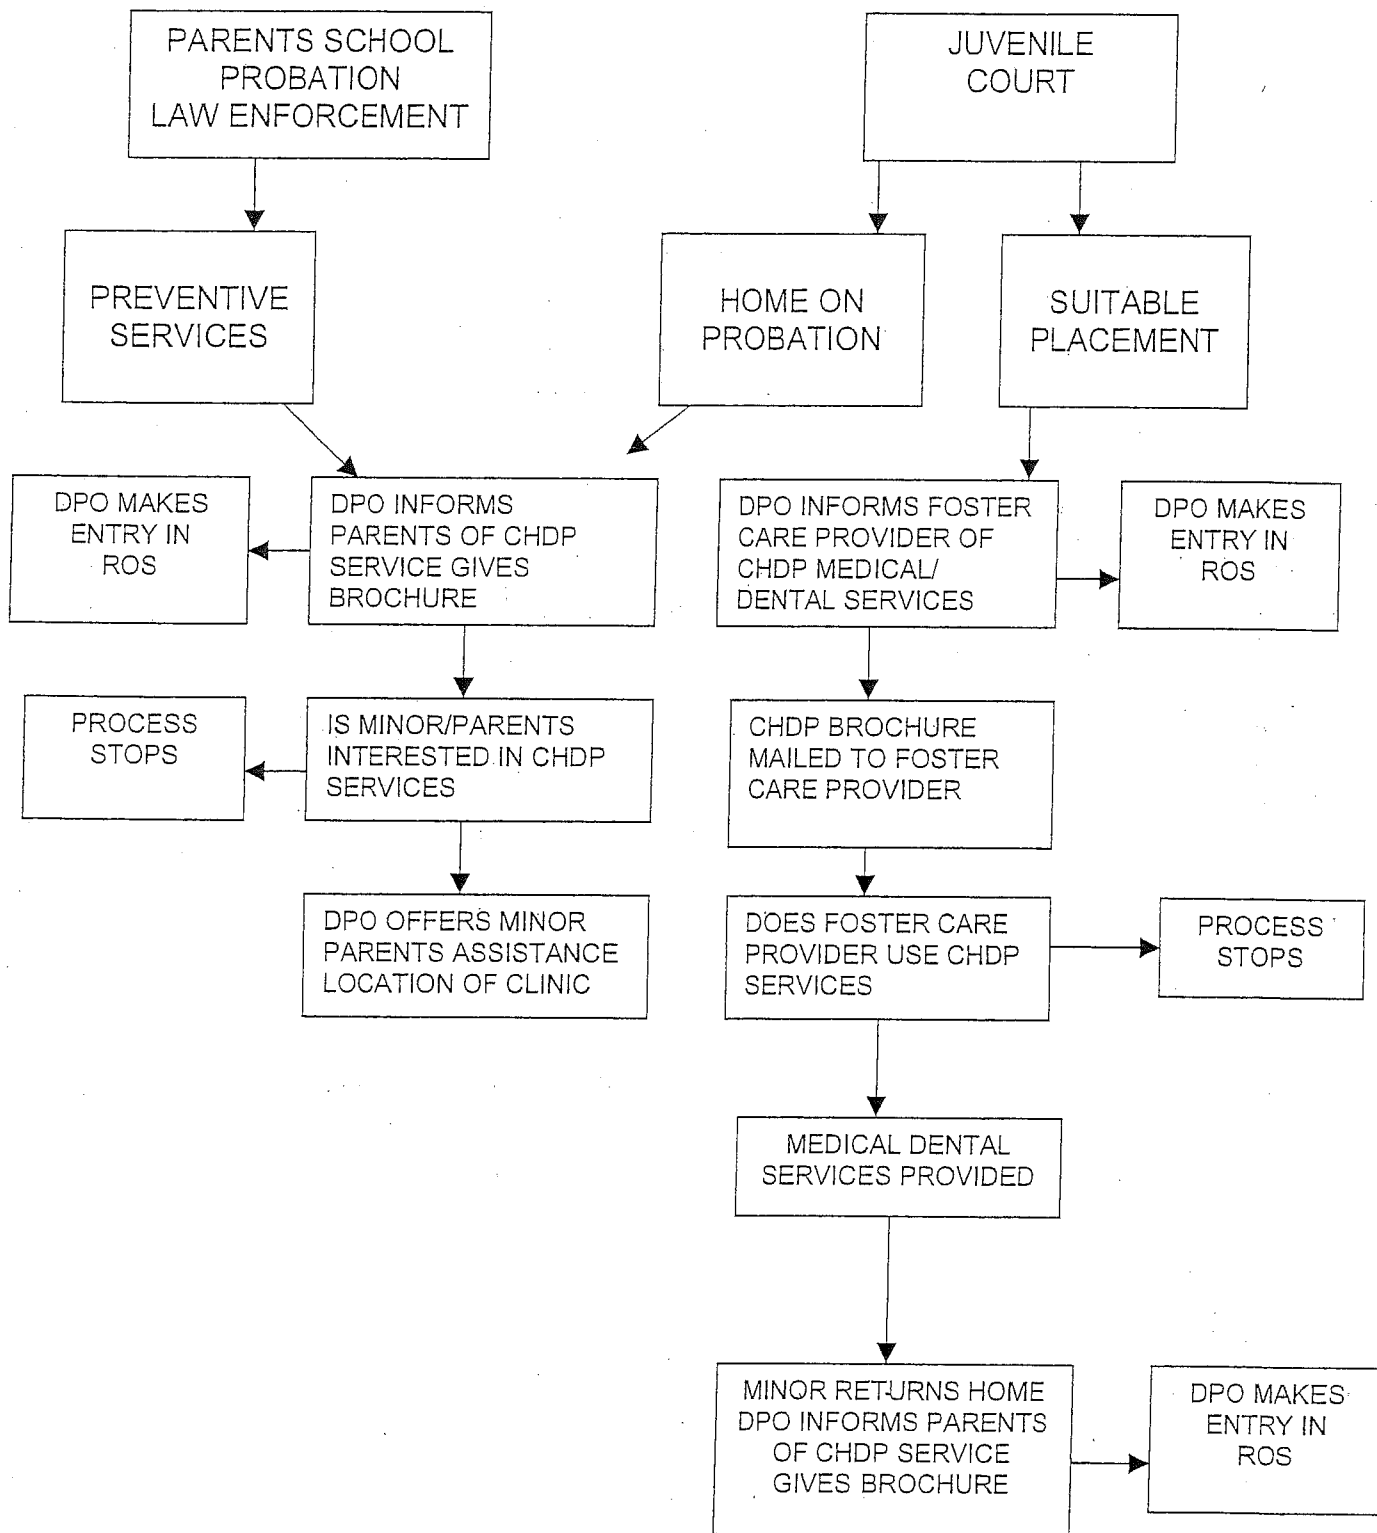 PARENTS SCHOOL
PROBATION
LAW ENFORCEMENT
JUVENILE
COURT
PREVENTIVE
SERVICES
HOME ON
PROBATION
SUITABLE
PLACEMENT
DPO MAKES
ENTRY IN
ROS
DPO INFORMS
PARENTS OF CHDP
SERVICE GIVES
BROCHURE
DPO INFORMS FOSTER
CARE PROVIDER OF
CHDP MEDICAL/
DENTAL SERVICES
DPO MAKES
ENTRY IN
ROS
PROCESS
STOPS
IS MINOR/PARENTS
INTERESTED IN CHDP
SERVICES
CHDP BROCHURE
MAILED TO FOSTER
CARE PROVIDER
DPO OFFERS MINOR
PARENTS ASSISTANCE
LOCATION OF CLINIC
DOES FOSTER CARE
PROVIDER USE CHDP
SERVICES
PROCESS
STOPS
MEDICAL DENTAL
SERVICES PROVIDED
MINOR RETURNS HOME
DPO INFORMS PARENTS
OF CHDP SERVICE
GIVES BROCHURE
DPO MAKES
ENTRY IN
ROS